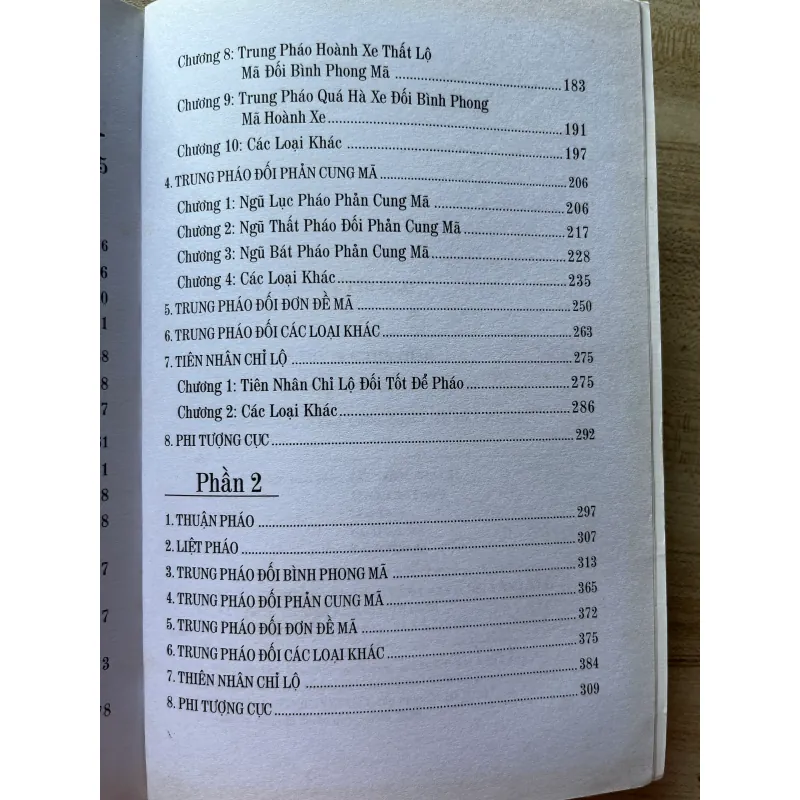 Chương 8: Trung Pháo Hoành Xe Thất Lộ
Mã Đối Bình Phong Mã ........ 183
Chương 9: Trung Pháo Quá Hà Xe Đối Bình Phong
Mã Hoành Xe ........ 191
Chương 10: Các Loại Khác ........ 197
4. TRUNG PHÁO ĐỐI PHẢN CUNG MÃ ........ 206
Chương 1: Ngũ Lục Pháo Phản Cung Mã ........ 206
Chương 2: Ngũ Thất Pháo Đối Phản Cung Mã ........ 217
Chương 3: Ngũ Bát Pháo Phản Cung Mã ........ 228
Chương 4: Các Loại Khác ........ 235
5. TRUNG PHÁO ĐỐI ĐƠN ĐỀ MÃ ........ 250
6. TRUNG PHÁO ĐỐI CÁC LOẠI KHÁC ........ 263
7. TIÊN NHÂN CHỈ LỘ ........ 275
Chương 1: Tiên Nhân Chỉ Lộ Đối Tốt Để Pháo ........ 275
Chương 2: Các Loại Khác ........ 286
8. PHI TƯỢNG CỤC ........ 292
Phần 2
1. THUẬN PHÁO ........ 297
2. LIỆT PHÁO ........ 307
3. TRUNG PHÁO ĐỐI BÌNH PHONG MÃ ........ 313
4. TRUNG PHÁO ĐỐI PHẢN CUNG MÃ ........ 365
5. TRUNG PHÁO ĐỐI ĐƠN ĐỀ MÃ ........ 372
6. TRUNG PHÁO ĐỐI CÁC LOẠI KHÁC ........ 375
7. THIÊN NHÂN CHỈ LỘ ........ 384
8. PHI TƯỢNG CỤC ........ 309